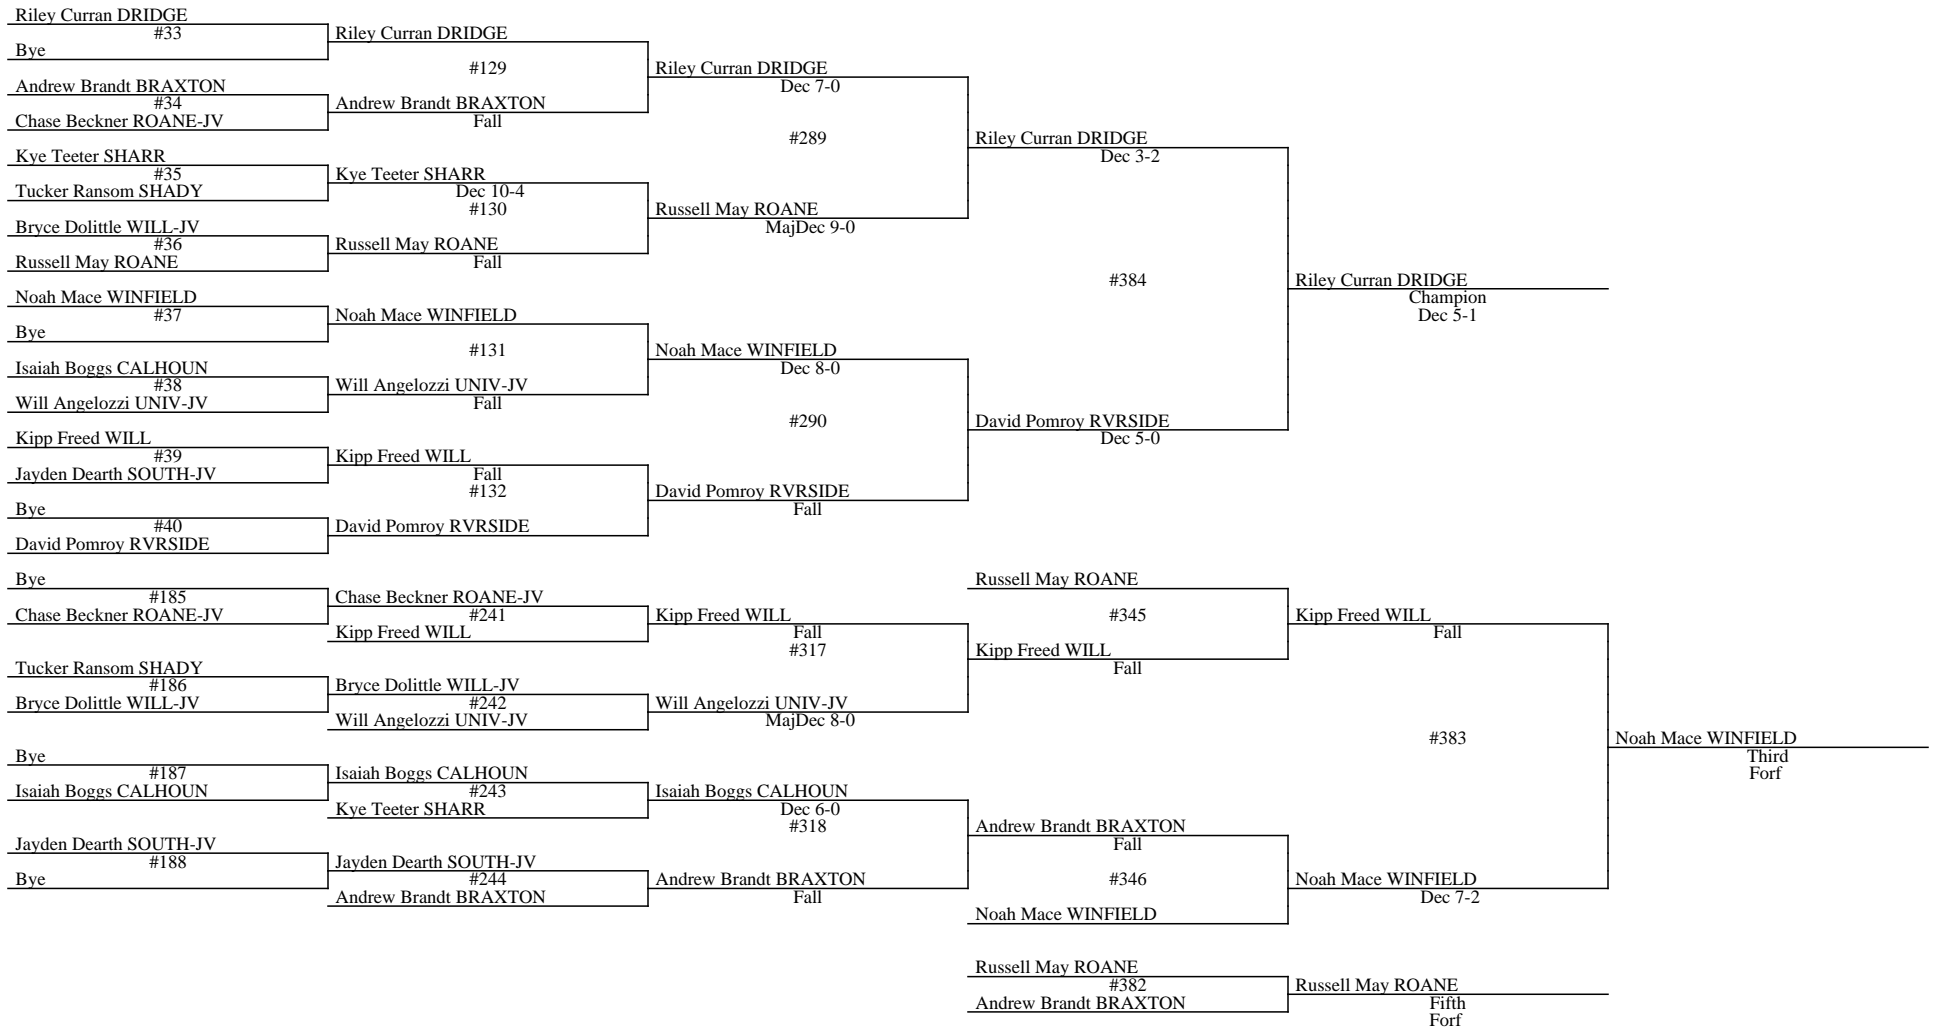 Riley Curran DRIDGE
#33
Bye
Riley Curran DRIDGE
#129
Andrew Brandt BRAXTON
#34
Chase Beckner ROANE-JV
Andrew Brandt BRAXTON
Fall
Riley Curran DRIDGE
Dec 7-0
#289
Kye Teeter SHARR
#35
Tucker Ransom SHADY
Kye Teeter SHARR
Dec 10-4
#130
Bryce Dolittle WILL-JV
#36
Russell May ROANE
Russell May ROANE
Fall
Russell May ROANE
MajDec 9-0
Riley Curran DRIDGE
Dec 3-2
#384
Noah Mace WINFIELD
#37
Bye
Noah Mace WINFIELD
#131
Isaiah Boggs CALHOUN
#38
Will Angelozzi UNIV-JV
Will Angelozzi UNIV-JV
Fall
Noah Mace WINFIELD
Dec 8-0
#290
Kipp Freed WILL
#39
Jayden Dearth SOUTH-JV
Kipp Freed WILL
Fall
#132
Bye
#40
David Pomroy RVRSIDE
David Pomroy RVRSIDE
David Pomroy RVRSIDE
Fall
David Pomroy RVRSIDE
Dec 5-0
Riley Curran DRIDGE
Champion
Dec 5-1
Bye
#185
Chase Beckner ROANE-JV
Chase Beckner ROANE-JV
#241
Kipp Freed WILL
Kipp Freed WILL
Fall
#317
Tucker Ransom SHADY
#186
Bryce Dolittle WILL-JV
Bryce Dolittle WILL-JV
#242
Will Angelozzi UNIV-JV
Will Angelozzi UNIV-JV
MajDec 8-0
Russell May ROANE
#345
Kipp Freed WILL
Fall
Kipp Freed WILL
Fall
#383
Bye
#187
Isaiah Boggs CALHOUN
Isaiah Boggs CALHOUN
#243
Kye Teeter SHARR
Isaiah Boggs CALHOUN
Dec 6-0
#318
Jayden Dearth SOUTH-JV
#188
Bye
Jayden Dearth SOUTH-JV
#244
Andrew Brandt BRAXTON
Andrew Brandt BRAXTON
Fall
Andrew Brandt BRAXTON
Fall
#346
Noah Mace WINFIELD
Noah Mace WINFIELD
Dec 7-2
Noah Mace WINFIELD
Third
Forf
Russell May ROANE
#382
Andrew Brandt BRAXTON
Russell May ROANE
Fifth
Forf